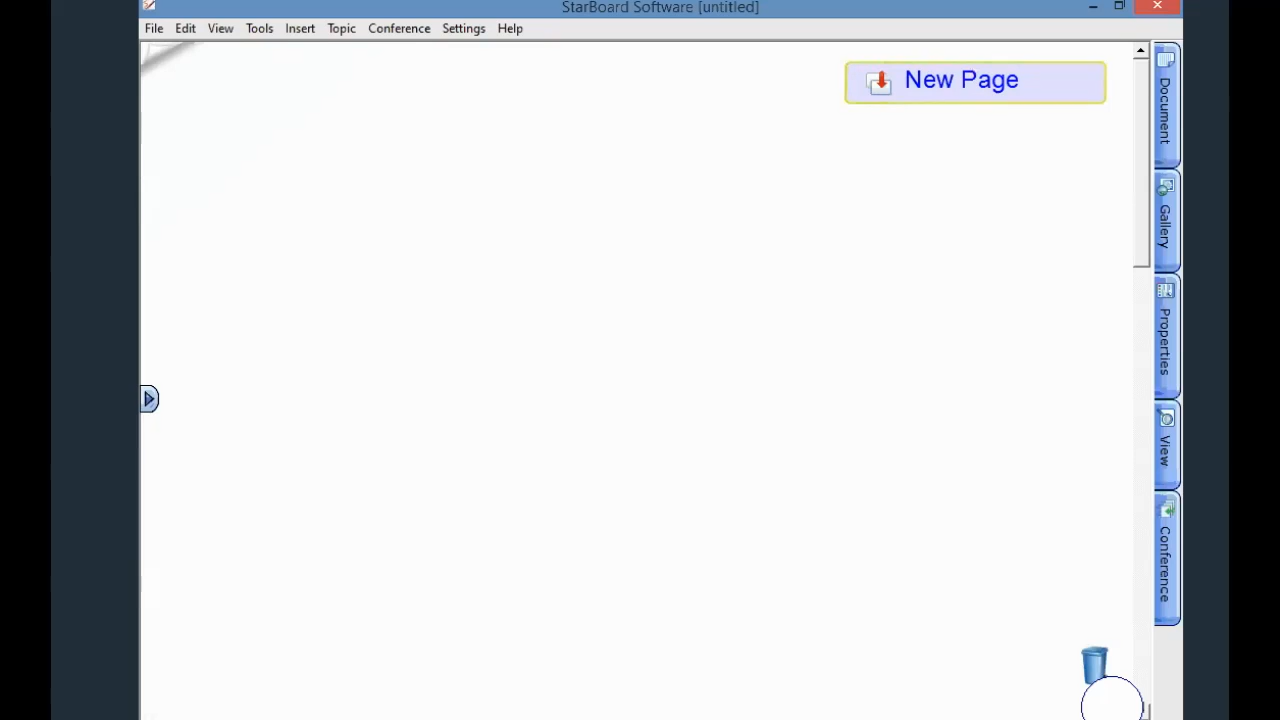 StarBoard Software [untitled]
File Edit View Tools Insert Topic Conference Settings Help
New Page
Document
Gallery
Properties
View
Conference